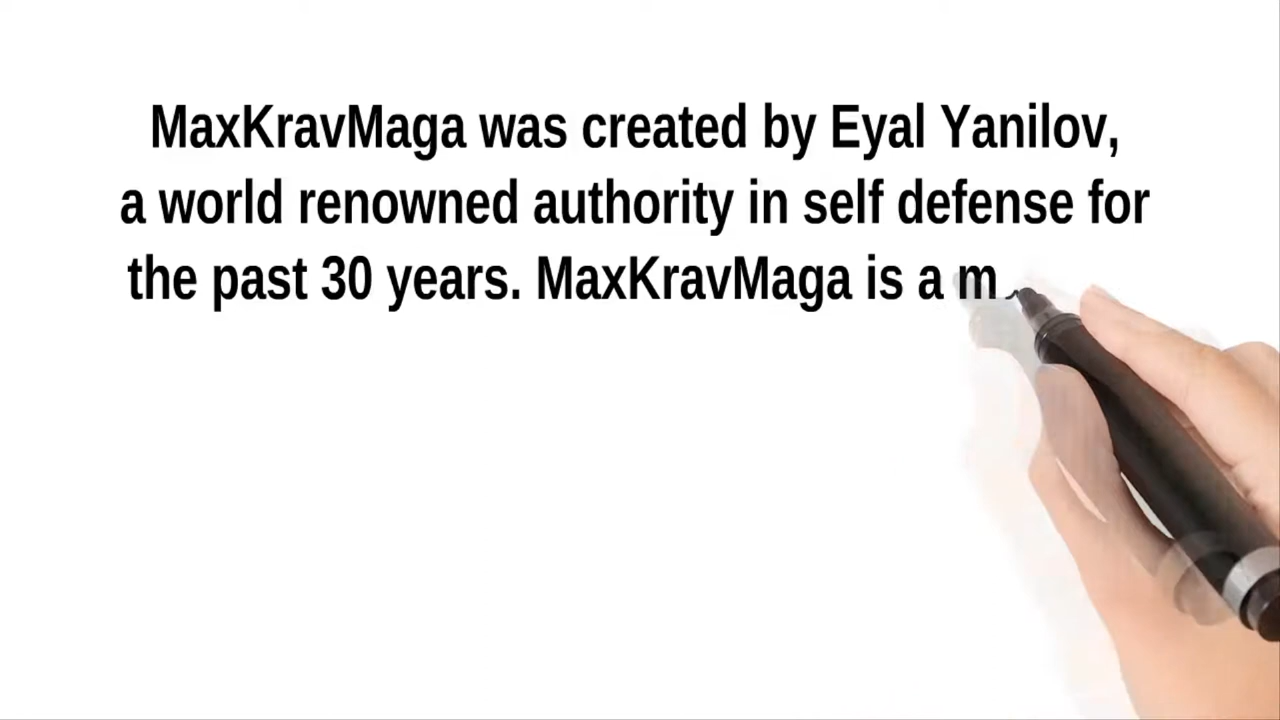 MaxKravMaga was created by Eyal Yanilov,
a world renowned authority in self defense for
the past 30 years. MaxKravMaga is a m